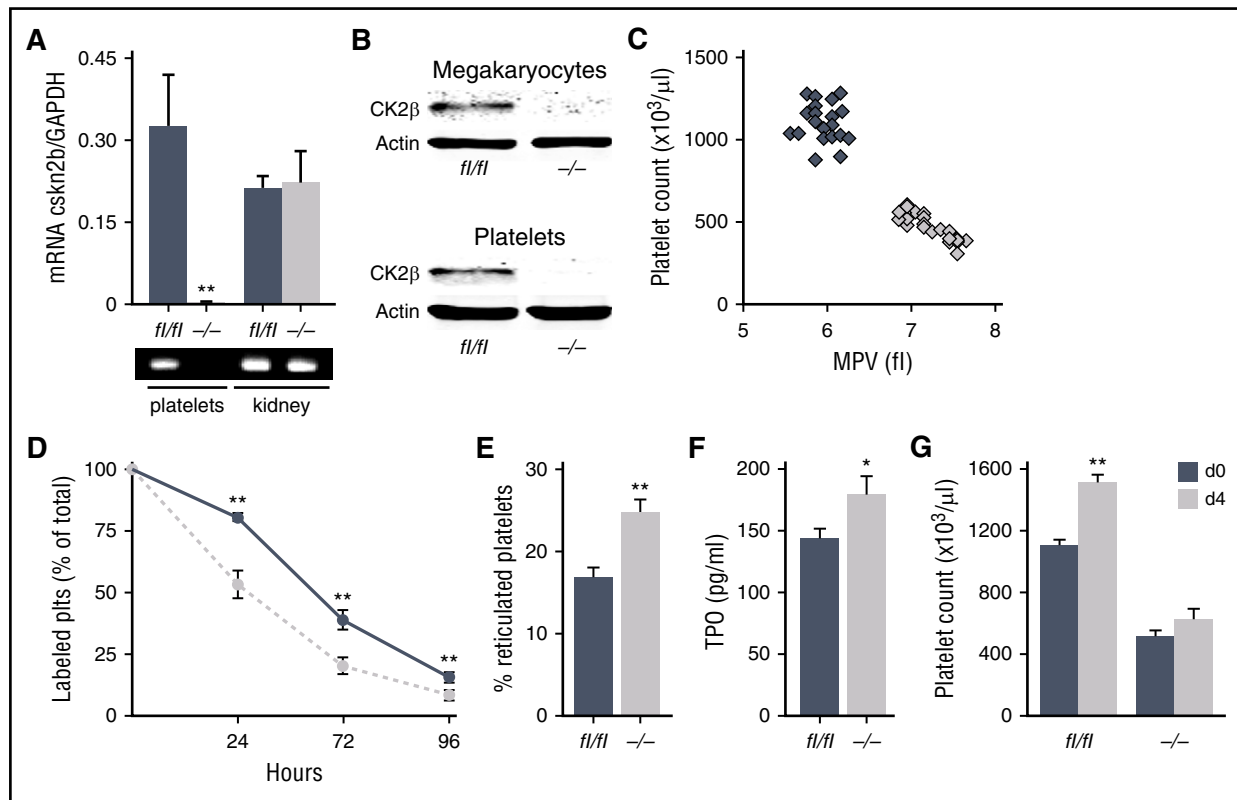 A
mRNA cskn2b/GAPDH
0.45
0.30
0.15
0
**
fl/fl –/– fl/fl –/–
platelets kidney
B
Megakaryocytes
CK2β
Actin
fl/fl –/–
Platelets
CK2β
Actin
fl/fl –/–
C
Platelet count (x10³/μl)
1500
1000
500
0
5 6 7 8
MPV (fl)
D
Labeled plts (% of total)
100
75
50
25
0
**
**
**
24 72 96
Hours
E
% reticulated platelets
30
20
10
0
**
fl/fl –/–
F
TPO (pg/ml)
200
150
100
50
0
*
fl/fl –/–
G
Platelet count (x10³/μl)
1600
1200
800
400
0
**
d0
d4
fl/fl –/–